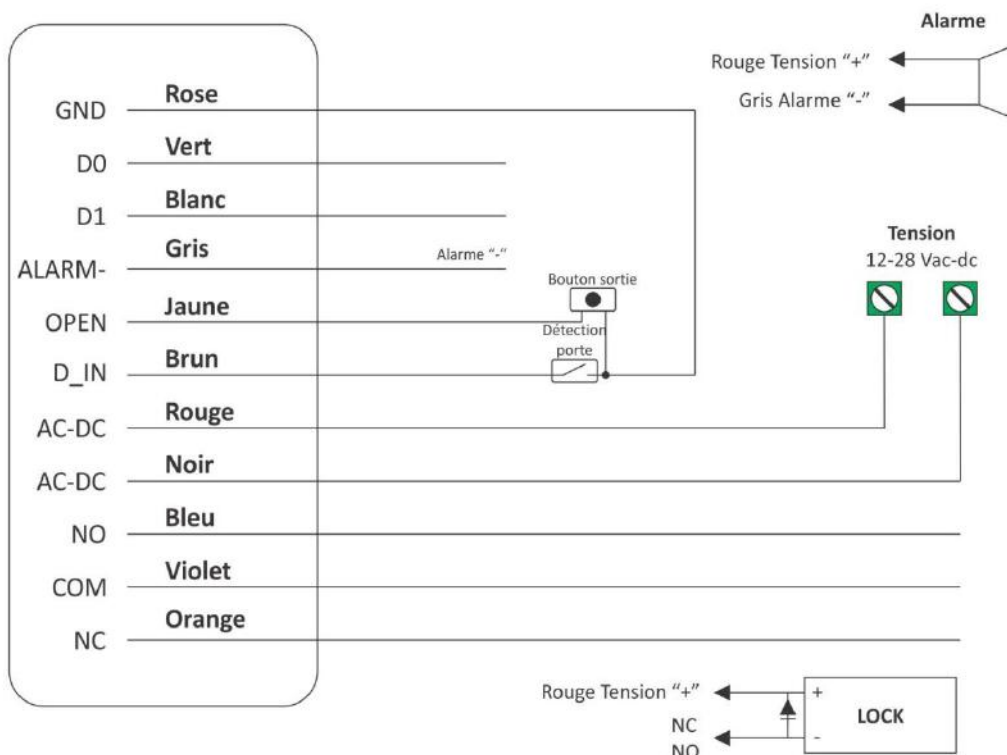 Alarme
Rouge Tension “+”
Gris Alarme “-”
GND Rose
D0 Vert
D1 Blanc
ALARM- Gris
Alarme “-“
Bouton sortie
OPEN Jaune
Détection
porte
D_IN Brun
Tension
12-28 Vac-dc
AC-DC Rouge
AC-DC Noir
NO Bleu
COM Violet
NC Orange
Rouge Tension “+”
NC
NO
+
-
LOCK